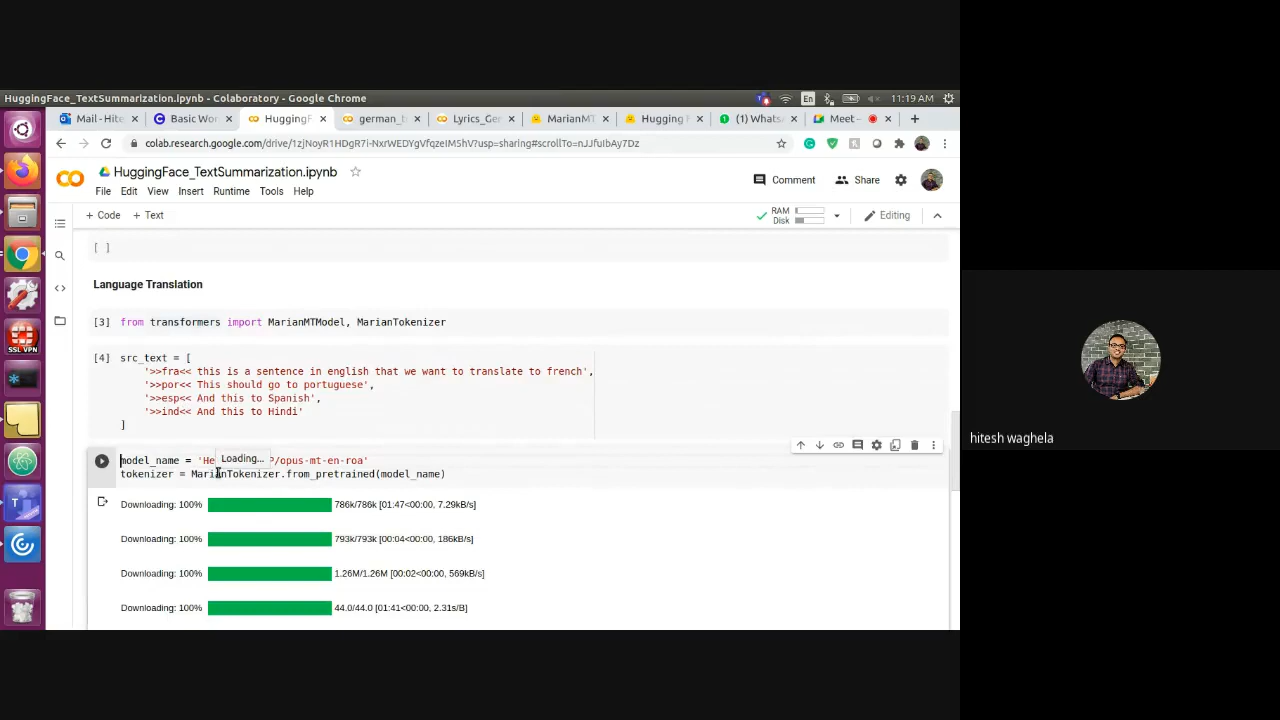 HuggingFace_TextSummarization.ipynb - Colaboratory - Google Chrome
En
11:19 AM
Mail - Hite
Basic Wor
HuggingF
german_t
Lyrics_Ge
MarianMT
Hugging F
(1) Whats
Meet -
colab.research.google.com/drive/1zjNoyR1HDgR7i-NxrWEDYgVfqzeIM5hV?usp=sharing#scrollTo=nJJfuIbAy7Dz
HuggingFace_TextSummarization.ipynb
Comment
Share
File Edit View Insert Runtime Tools Help
+ Code + Text
RAM
Disk
Editing
[ ]
Language Translation
[3] from transformers import MarianMTModel, MarianTokenizer
[4] src_text = [
'>>fra<< this is a sentence in english that we want to translate to french',
'>>por<< This should go to portuguese',
'>>esp<< And this to Spanish',
'>>ind<< And this to Hindi'
]
model_name = 'He P/opus-mt-en-roa'
Loading...
tokenizer = MarianTokenizer.from_pretrained(model_name)
Downloading: 100% 786k/786k [01:47<00:00, 7.29kB/s]
Downloading: 100% 793k/793k [00:04<00:00, 186kB/s]
Downloading: 100% 1.26M/1.26M [00:02<00:00, 569kB/s]
Downloading: 100% 44.0/44.0 [01:41<00:00, 2.31s/B]
SSL VPN
hitesh waghela